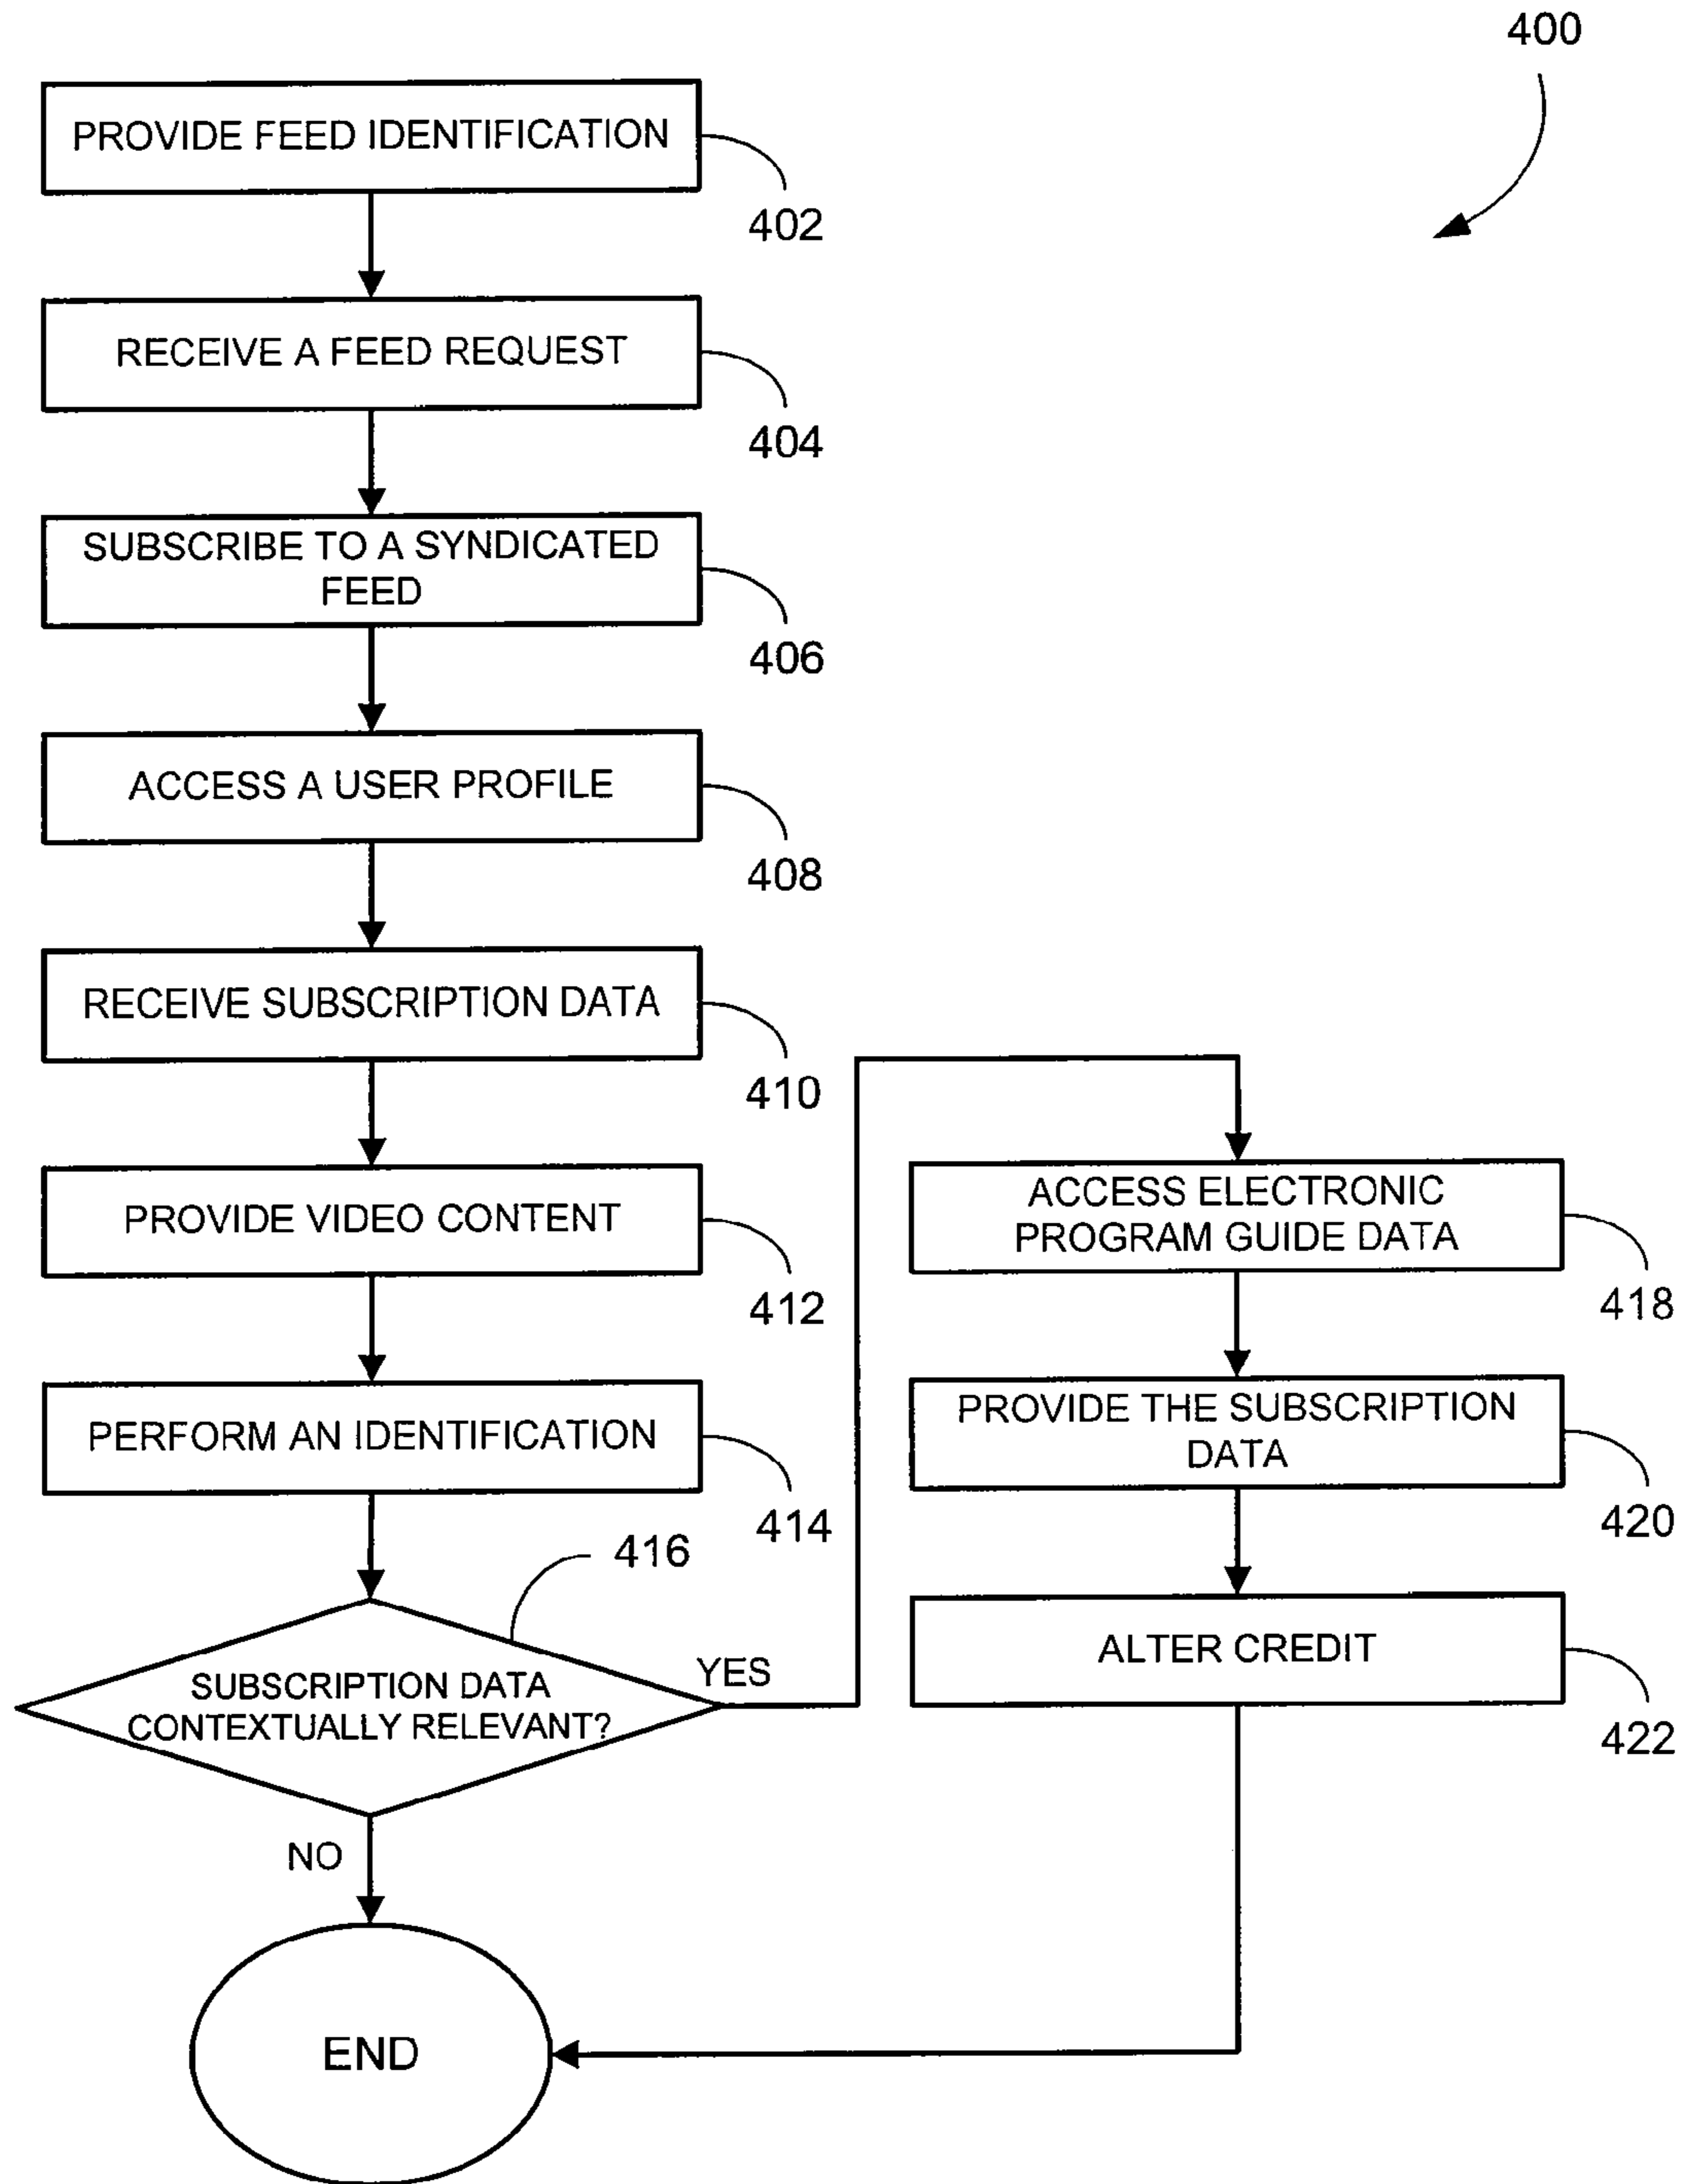 400
PROVIDE FEED IDENTIFICATION
402
RECEIVE A FEED REQUEST
404
SUBSCRIBE TO A SYNDICATED
FEED
406
ACCESS A USER PROFILE
408
RECEIVE SUBSCRIPTION DATA
410
PROVIDE VIDEO CONTENT
412
PERFORM AN IDENTIFICATION
414
416
SUBSCRIPTION DATA
CONTEXTUALLY RELEVANT?
YES
NO
ACCESS ELECTRONIC
PROGRAM GUIDE DATA
418
PROVIDE THE SUBSCRIPTION
DATA
420
ALTER CREDIT
422
END